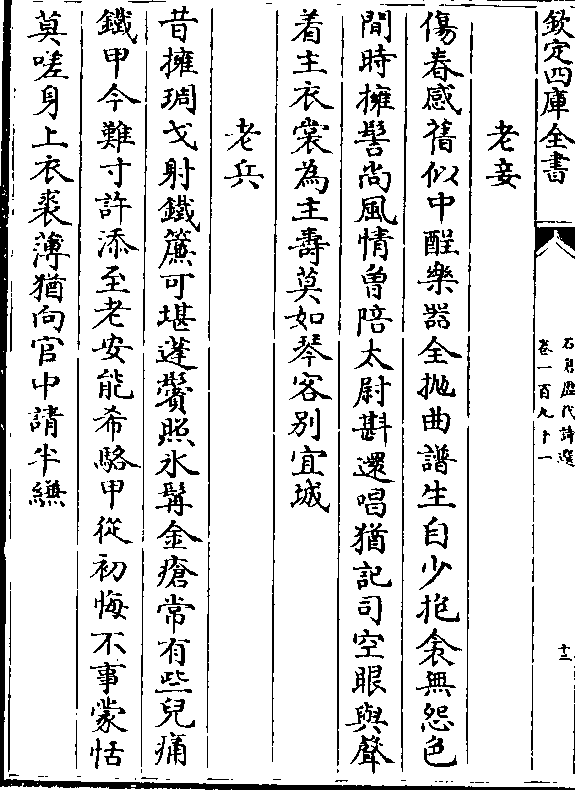 欽定四庫全書
老妾
傷春感舊似中酲樂器全抛曲譜生自少抱衾無怨色
閒時擁髻尚風情曾陪太尉斟還唱猶記司空眼與聲
着主衣裳為主壽莫如琴客别宜城
老兵
昔擁琱戈射鐵簾可堪蓬鬢照氷髯金瘡常有些兒痛
鐵甲今難寸許添至老安能希駱甲從初悔不事蒙恬
莫嗟身上衣裘薄猶向官中請半縑
石倉歷代詩選
卷一百九十一
十三